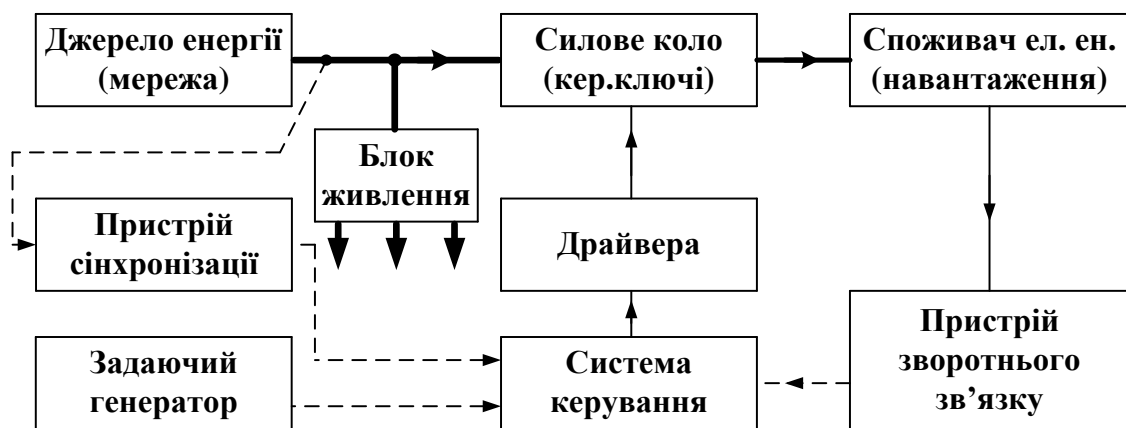 Джерело енергії
(мережа)
Силове коло
(кер.ключі)
Споживач ел. ен.
(навантаження)
Блок
живлення
Пристрій
сінхронізації
Драйвера
Пристрій
зворотнього
зв’язку
Задаючий
генератор
Система
керування